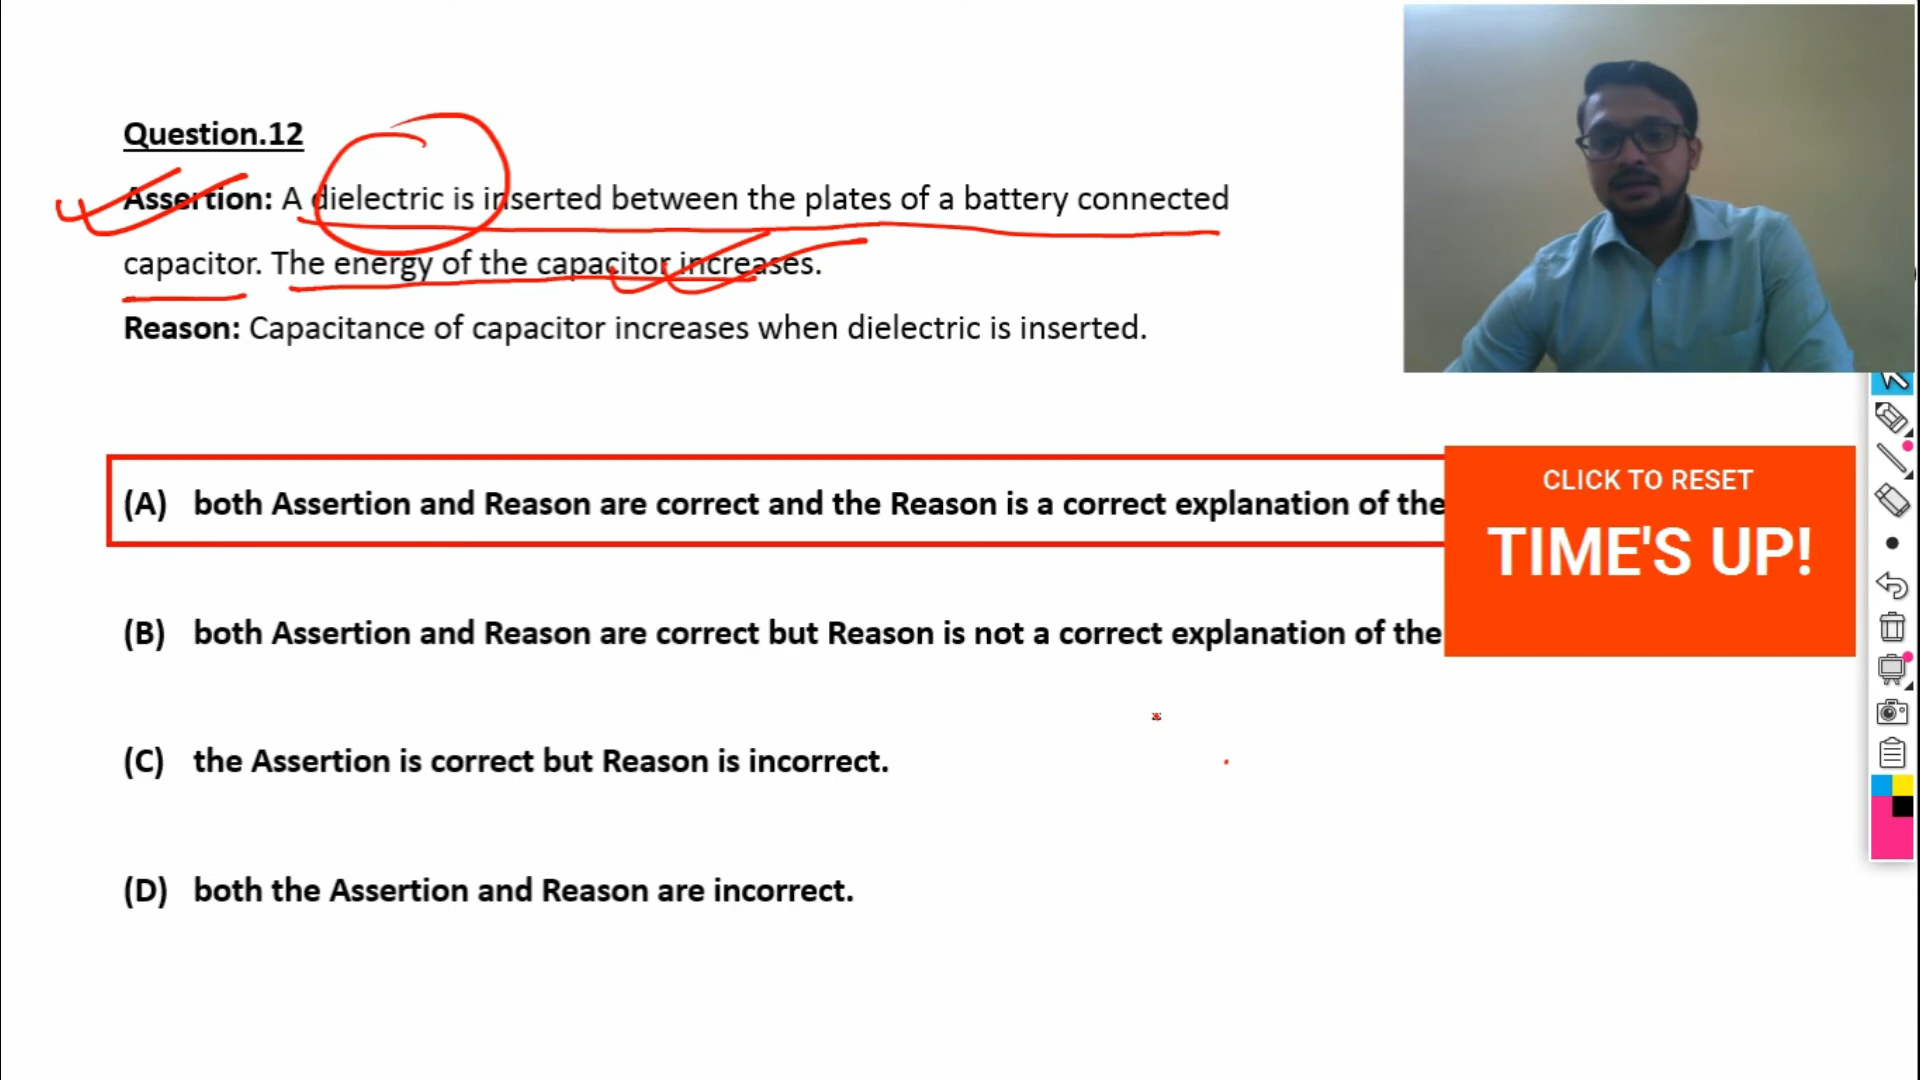 Question.12
Assertion: A dielectric is inserted between the plates of a battery connected
capacitor. The energy of the capacitor increases.
Reason: Capacitance of capacitor increases when dielectric is inserted.
(A) both Assertion and Reason are correct and the Reason is a correct explanation of the
CLICK TO RESET
TIME'S UP!
(B) both Assertion and Reason are correct but Reason is not a correct explanation of the
(C) the Assertion is correct but Reason is incorrect.
(D) both the Assertion and Reason are incorrect.